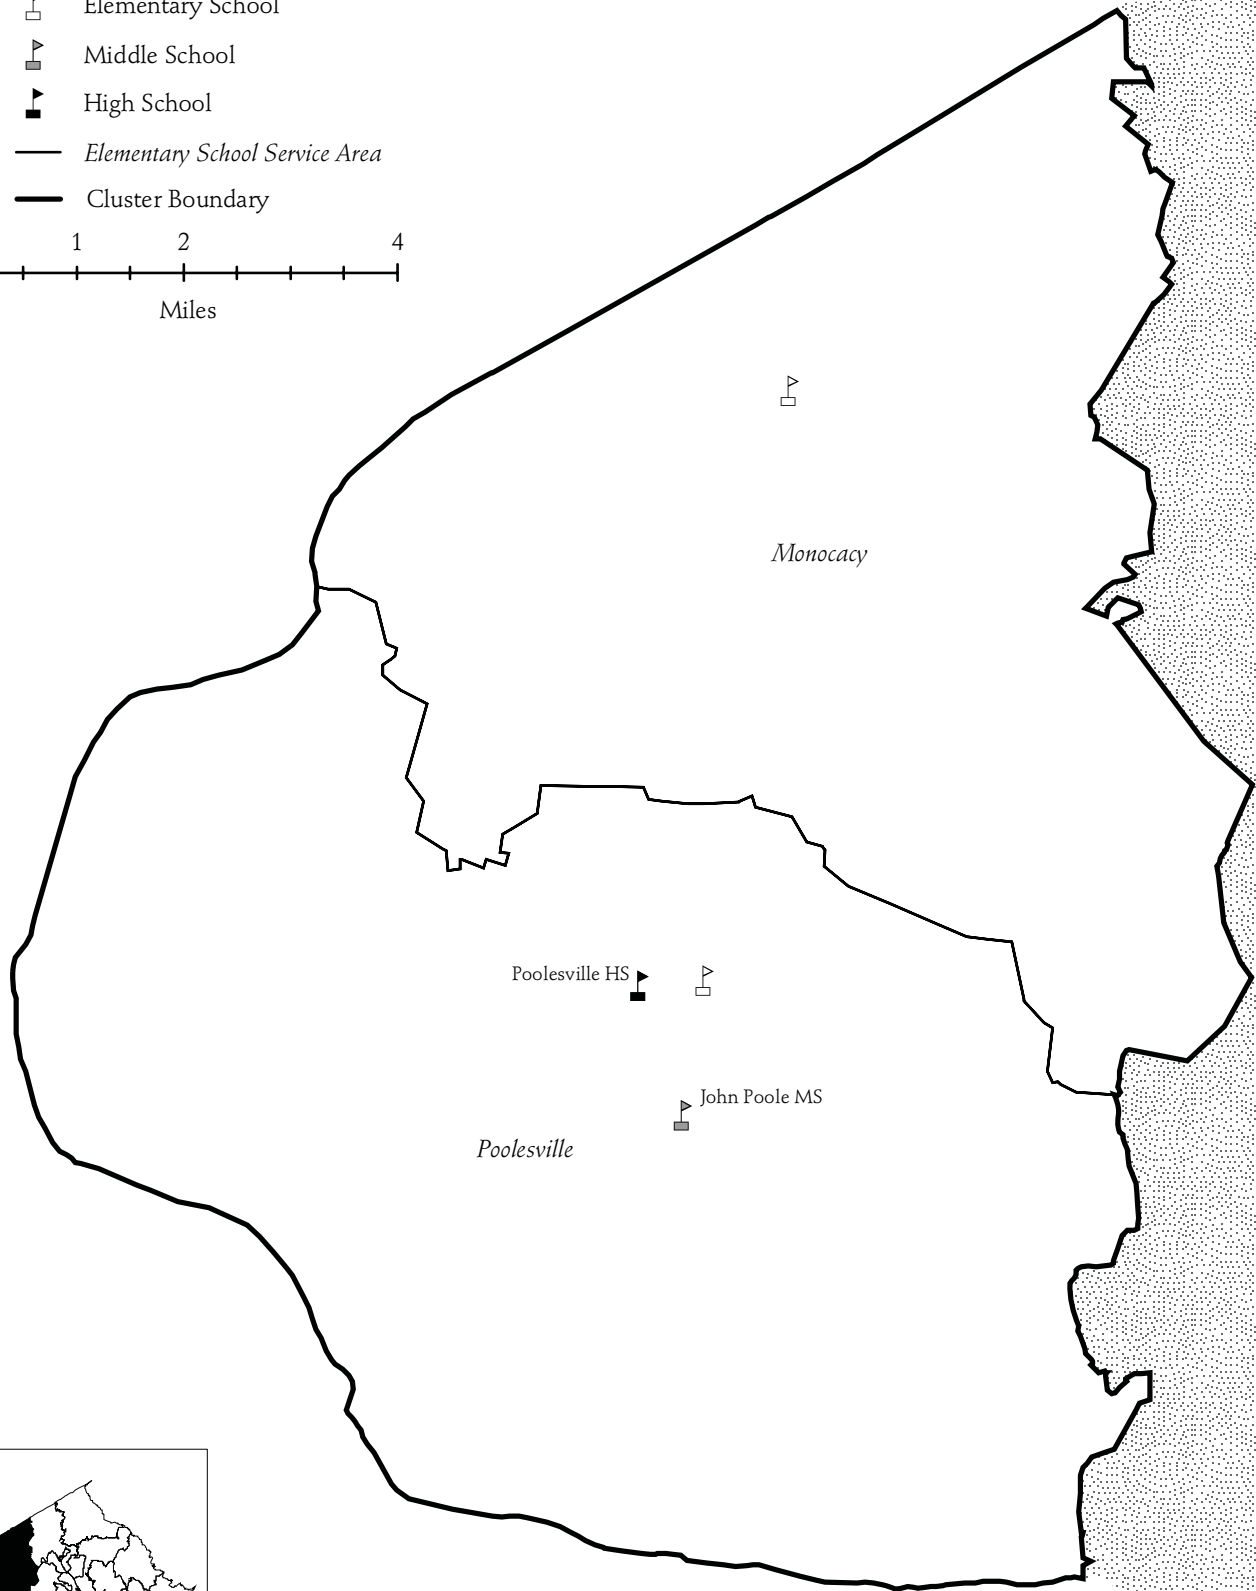 Elementary School
Middle School
High School
Elementary School Service Area
Cluster Boundary
1 2 4
Miles
Monocacy
Poolesville HS
John Poole MS
Poolesville